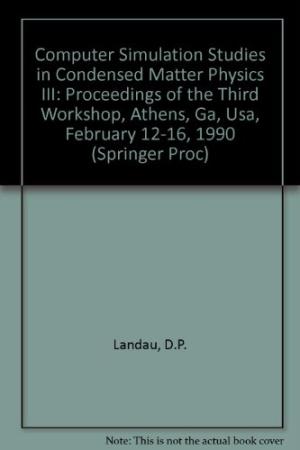 Computer Simulation Studies
in Condensed Matter Physics
III: Proceedings of the Third
Workshop, Athens, Ga, Usa,
February 12-16, 1990
(Springer Proc)
Landau, D.P.
Note: This is not the actual book cover